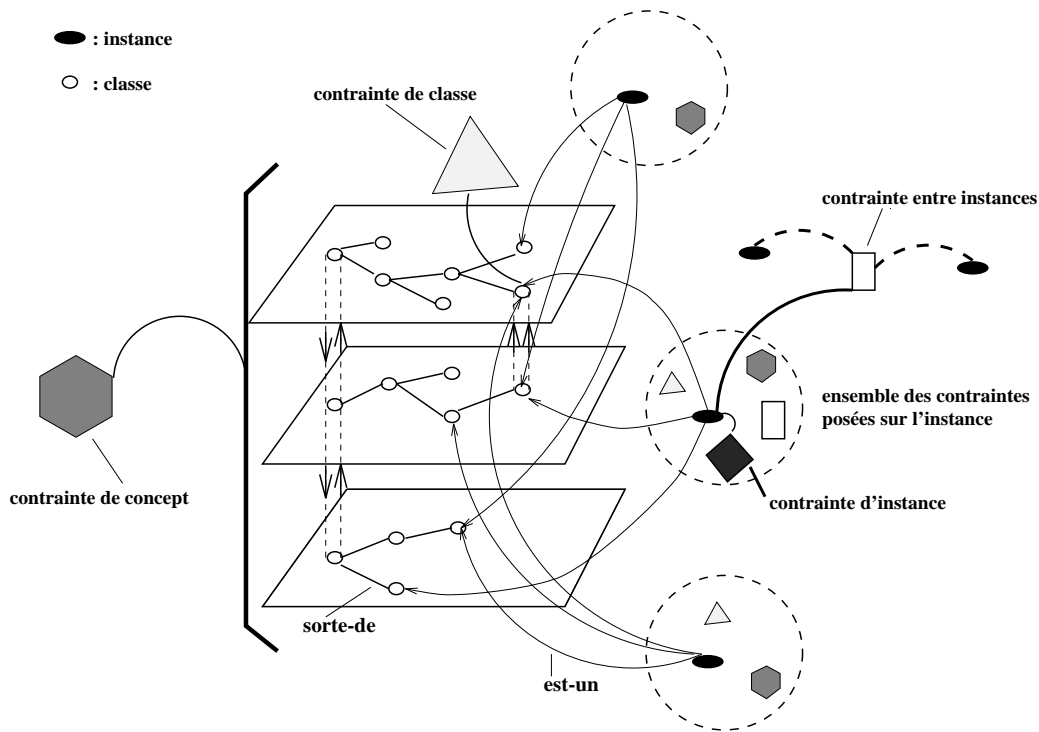 : instance
: classe
contrainte de classe
contrainte entre instances
ensemble des contraintes
posées sur l'instance
contrainte de concept
contrainte d'instance
sorte-de
est-un